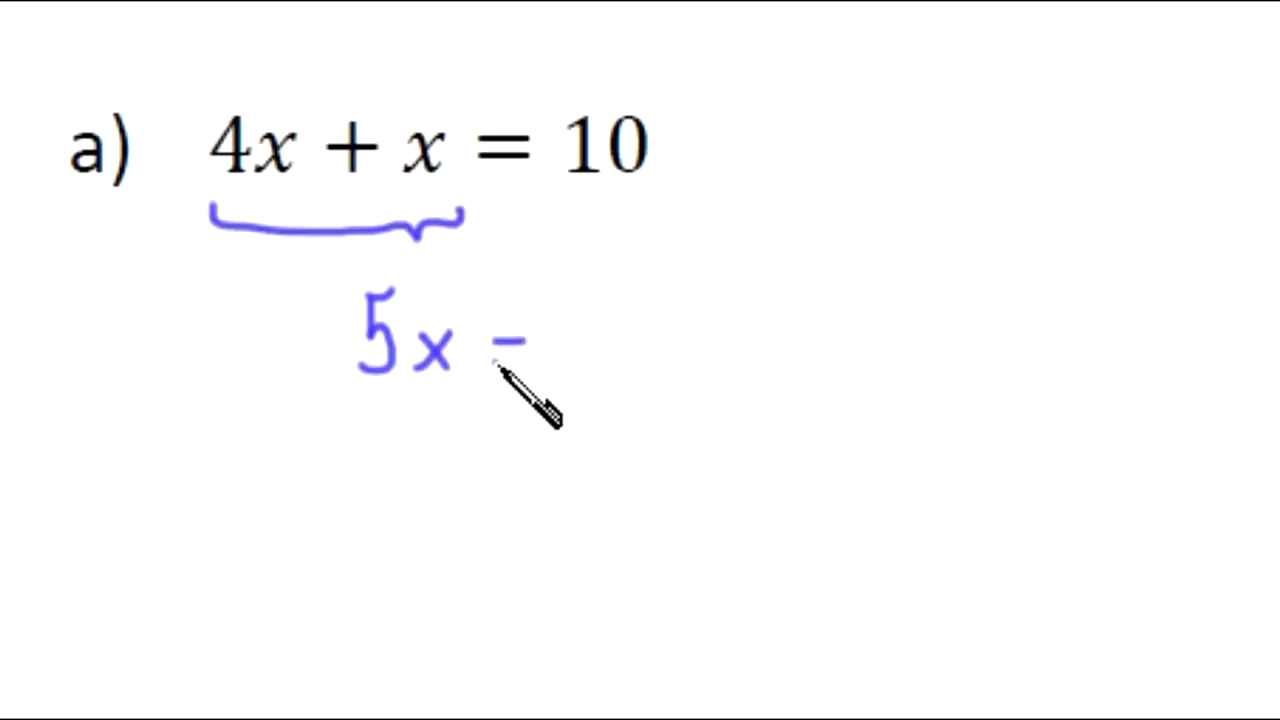 a) 4x + x = 10
5x -